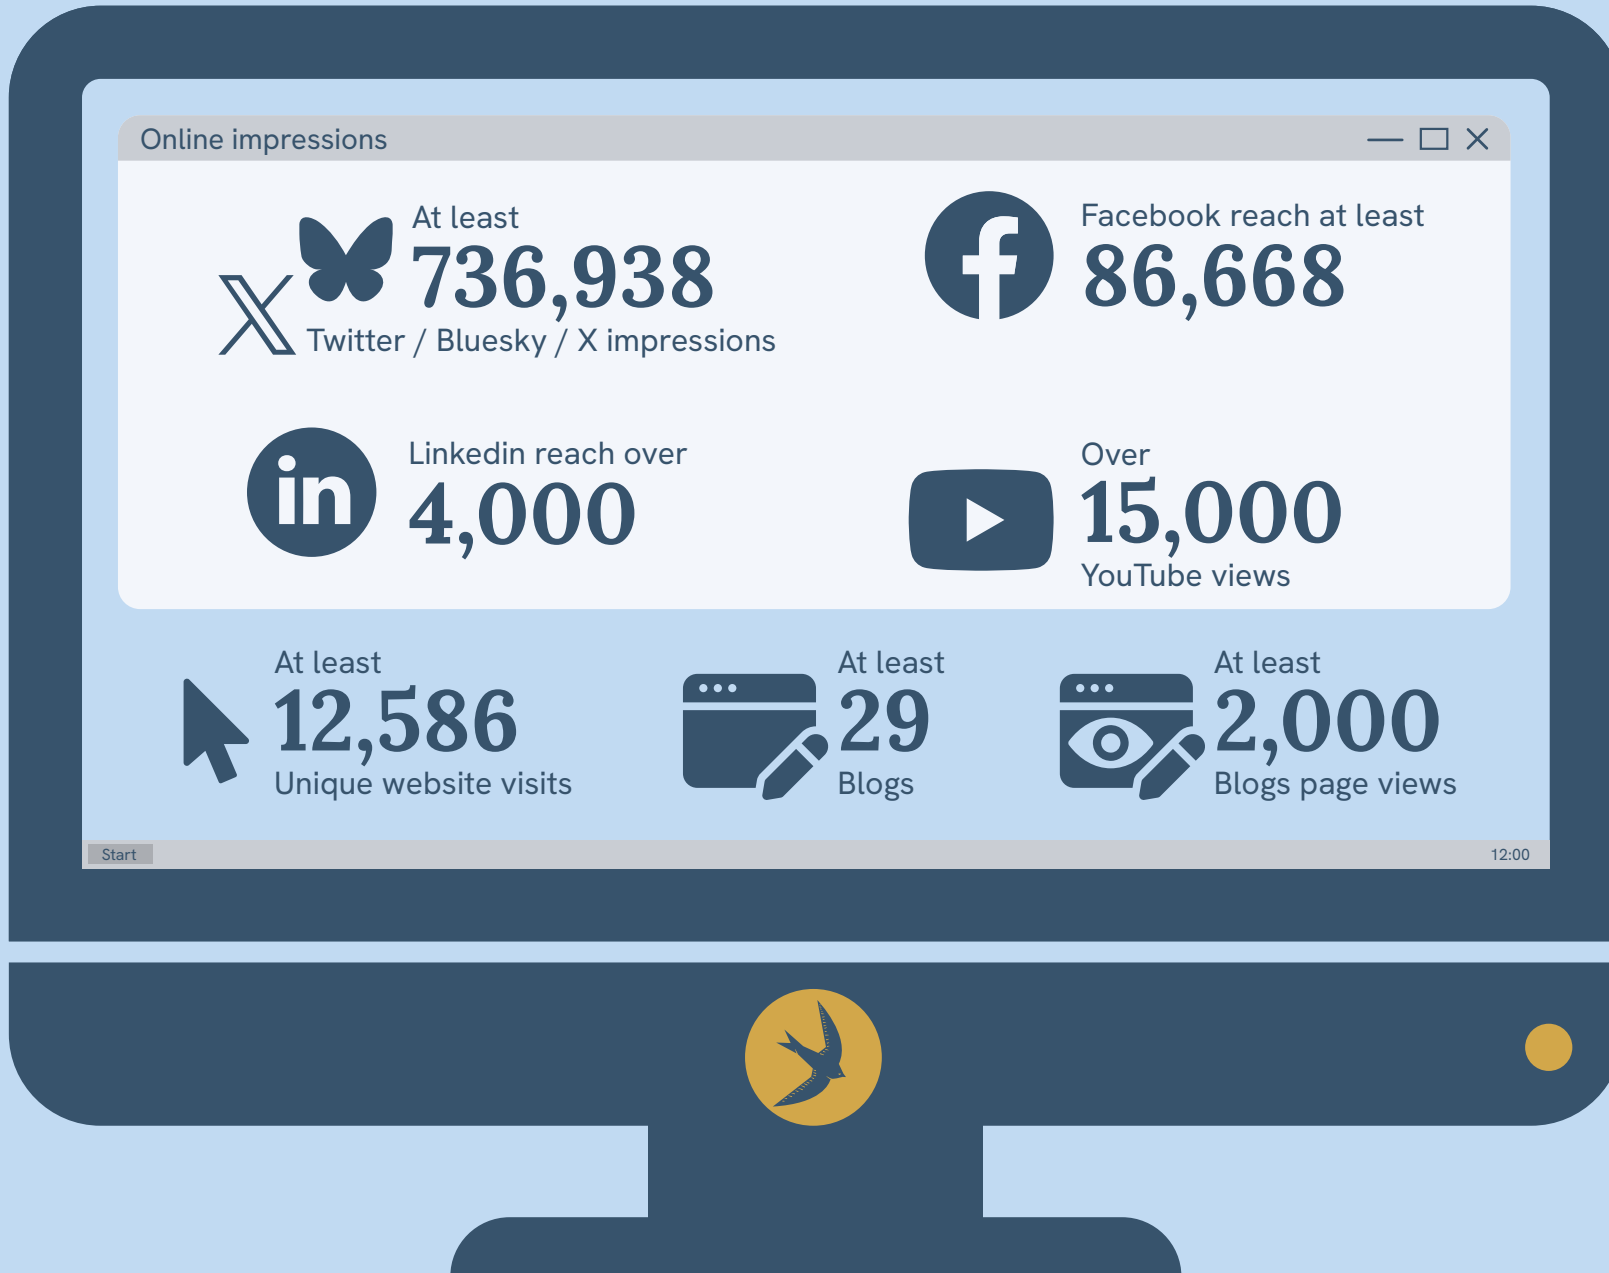 Online impressions
At least
736,938
Twitter / Bluesky / X impressions
Facebook reach at least
86,668
in
Linkedin reach over
4,000
Over
15,000
YouTube views
At least
12,586
Unique website visits
At least
29
Blogs
At least
2,000
Blogs page views
Start
12:00